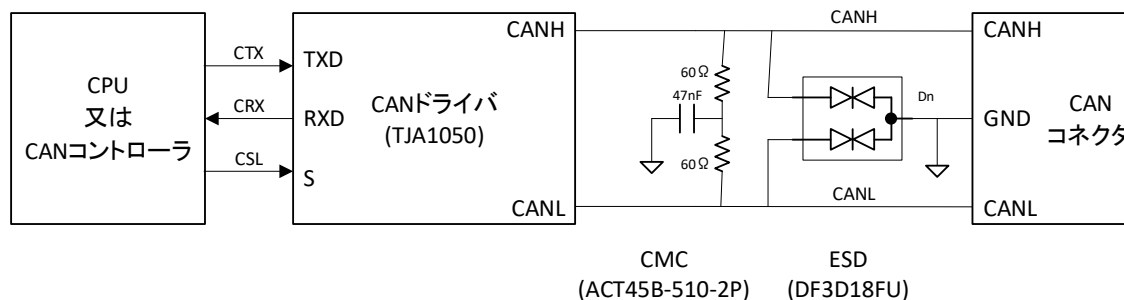 CPU
又は
CANコントローラ
CTX
CRX
CSL
TXD
RXD
S
CANドライバ
(TJA1050)
CANH
CANL
60Ω
47nF
60Ω
CANH
Dn
CANL
CANH
GND
CANL
CAN
コネクタ
CMC
(ACT45B-510-2P)
ESD
(DF3D18FU)